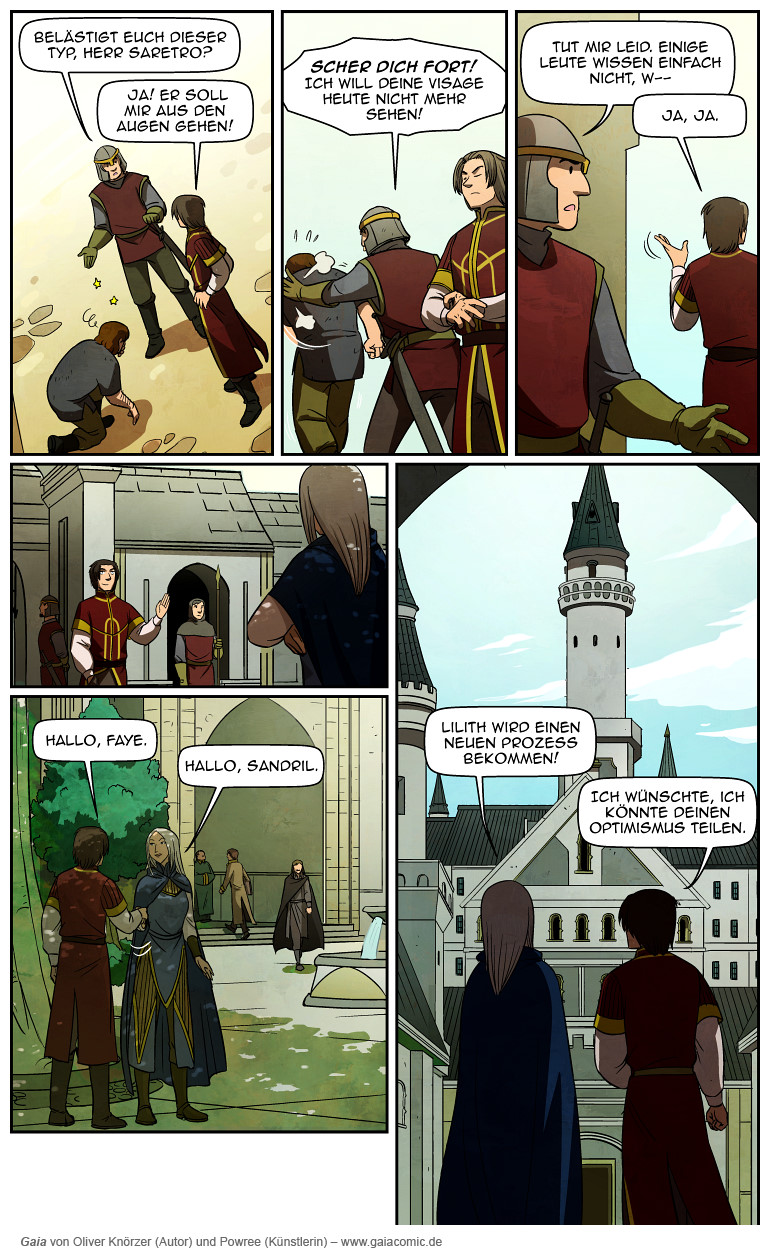 BELÄSTIGT EUCH DIESER
TYP, HERR SARETRO?
JA! ER SOLL
MIR AUS DEN
AUGEN GEHEN!
SCHER DICH FORT!
ICH WILL DEINE VISAGE
HEUTE NICHT MEHR
SEHEN!
TUT MIR LEID. EINIGE
LEUTE WISSEN EINFACH
NICHT, W--
JA, JA.
HALLO, FAYE.
HALLO, SANDRIL.
LILITH WIRD EINEN
NEUEN PROZESS
BEKOMMEN!
ICH WÜNSCHTE, ICH
KÖNNTE DEINEN
OPTIMISMUS TEILEN.
Gaia von Oliver Knörzer (Autor) und Powree (Künstlerin) – www.gaiacomic.de